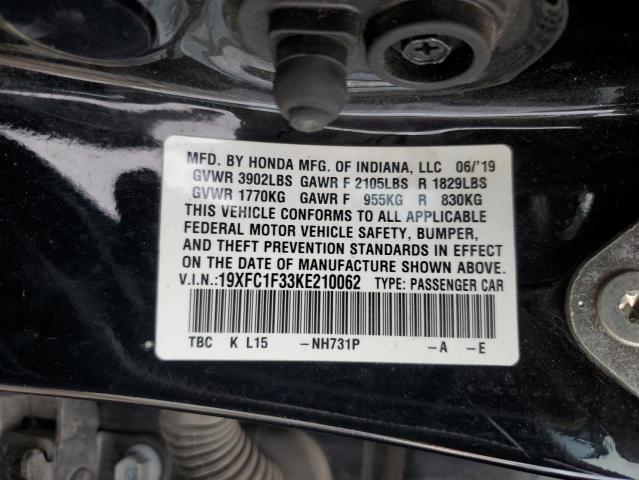 MFD. BY HONDA MFG. OF INDIANA, LLC 06/'19
GVWR 3902LBS GAWR F 2105LBS R 1829LBS
GVWR 1770KG GAWR F 955KG R 830KG
THIS VEHICLE CONFORMS TO ALL APPLICABLE
FEDERAL MOTOR VEHICLE SAFETY, BUMPER,
AND THEFT PREVENTION STANDARDS IN EFFECT
ON THE DATE OF MANUFACTURE SHOWN ABOVE.
V.I.N.:19XFC1F33KE210062 TYPE: PASSENGER CAR
TBC K L15 -NH731P -A -E